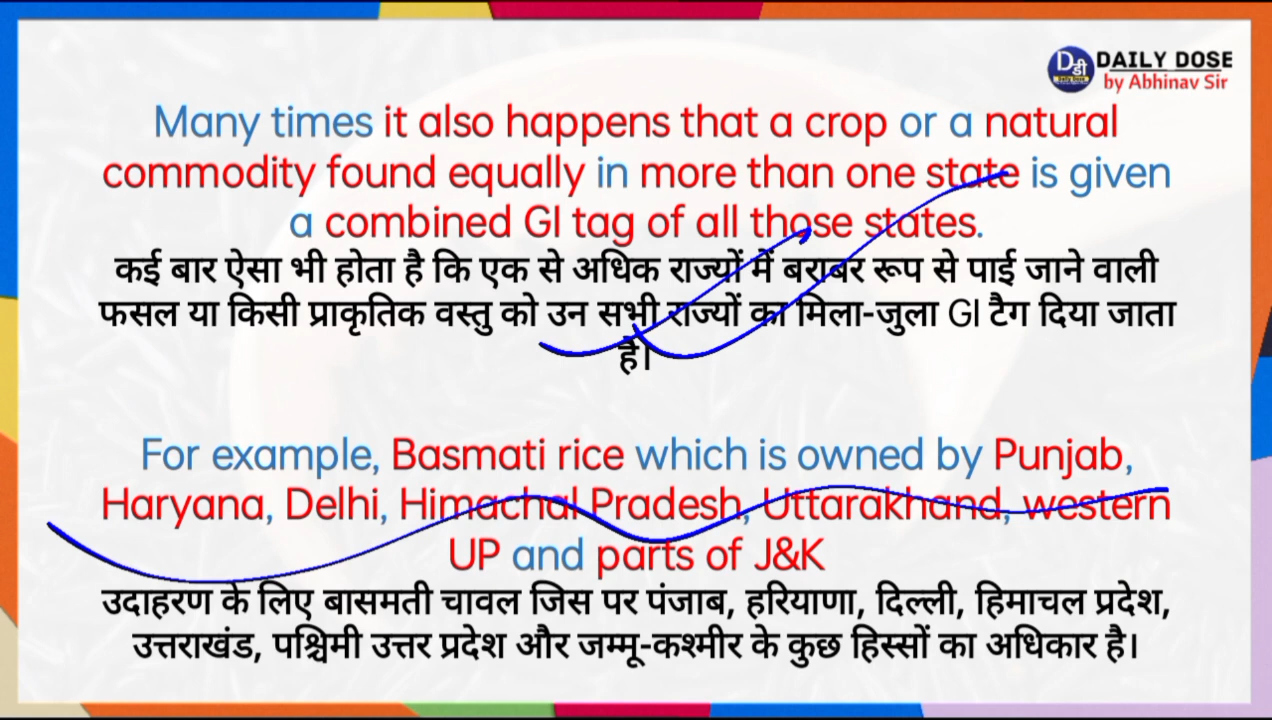 DAILY DOSE
by Abhinav Sir
Many times it also happens that a crop or a natural
commodity found equally in more than one state is given
a combined GI tag of all those states.
कई बार ऐसा भी होता है कि एक से अधिक राज्यों में बराबर रूप से पाई जाने वाली
फसल या किसी प्राकृतिक वस्तु को उन सभी राज्यों का मिला-जुला GI टैग दिया जाता
है।
For example, Basmati rice which is owned by Punjab,
Haryana, Delhi, Himachal Pradesh, Uttarakhand, western
UP and parts of J&K
उदाहरण के लिए बासमती चावल जिस पर पंजाब, हरियाणा, दिल्ली, हिमाचल प्रदेश,
उत्तराखंड, पश्चिमी उत्तर प्रदेश और जम्मू-कश्मीर के कुछ हिस्सों का अधिकार है।